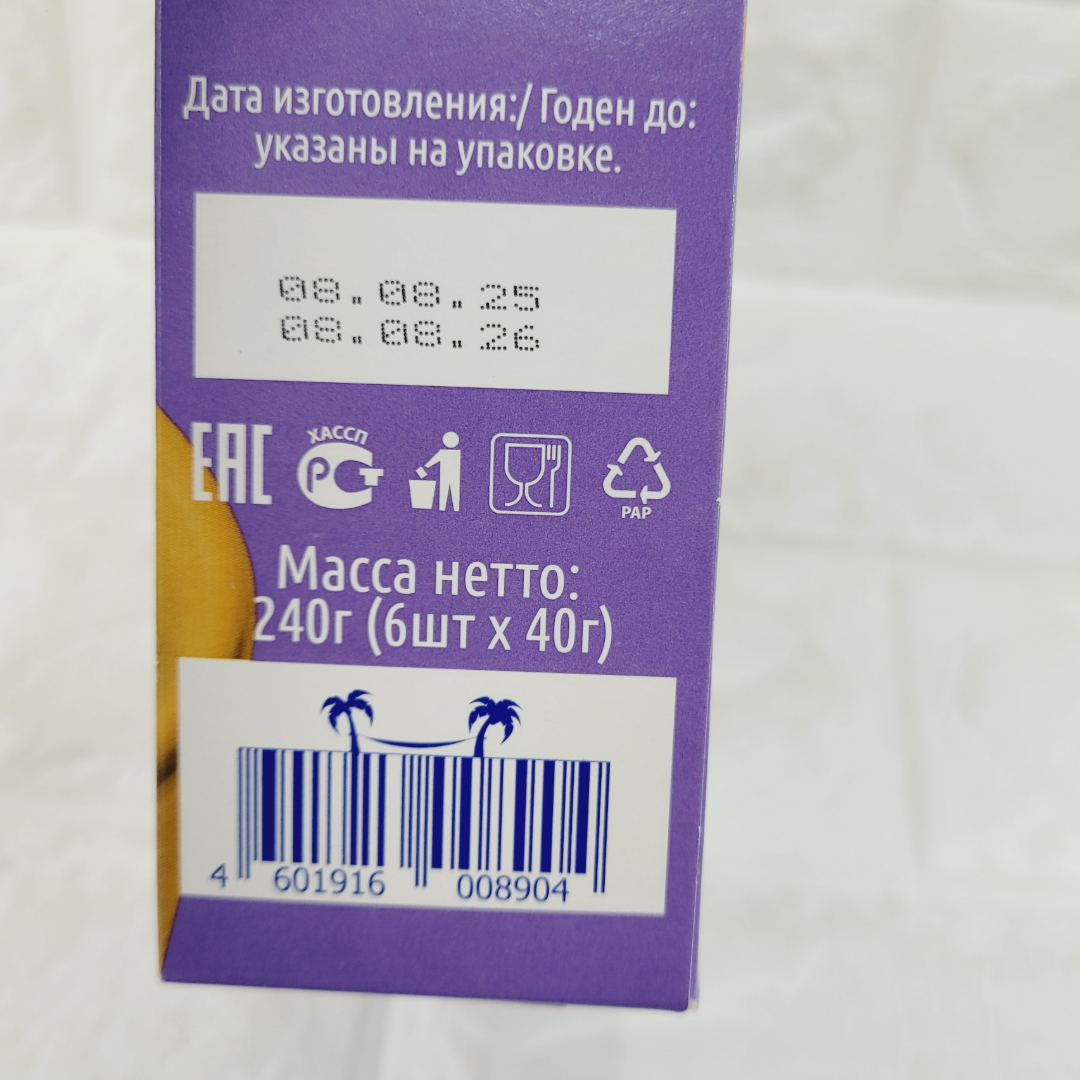 Дата изготовления:/ Годен до:
указаны на упаковке.
08.08.25
08.08.26
ЕАС
ХАССП
РСТ
PAP
Масса нетто:
240г (6шт х 40г)
4 601916 008904